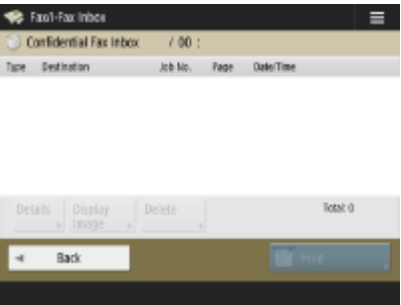 Fax/I-Fax Inbox
Confidential Fax Inbox / 00 :
Type Destination Job No. Page Date/Time
Details Display Image Delete Total: 0
Back Print